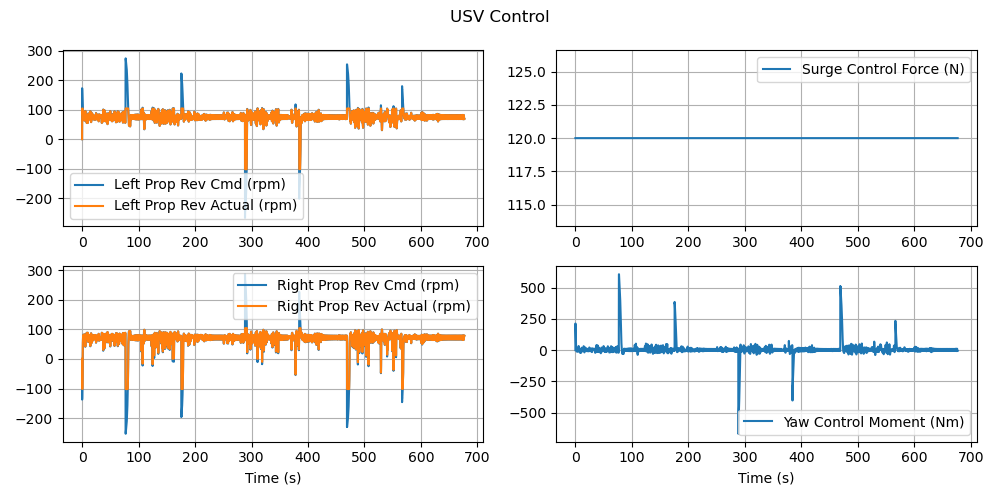 USV Control
300
200
100
0
−100
−200
Left Prop Rev Cmd (rpm)
Left Prop Rev Actual (rpm)
0 100 200 300 400 500 600 700
125.0
122.5
120.0
117.5
115.0
Surge Control Force (N)
0 100 200 300 400 500 600 700
300
200
100
0
−100
−200
Right Prop Rev Cmd (rpm)
Right Prop Rev Actual (rpm)
0 100 200 300 400 500 600 700
Time (s)
500
250
0
−250
−500
Yaw Control Moment (Nm)
0 100 200 300 400 500 600 700
Time (s)